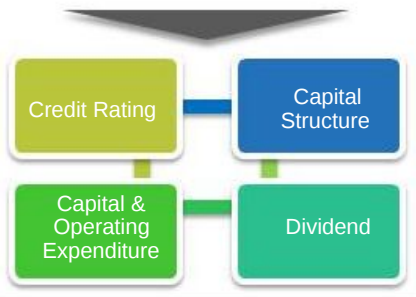 Credit Rating
Capital
Structure
Capital &
Operating
Expenditure
Dividend